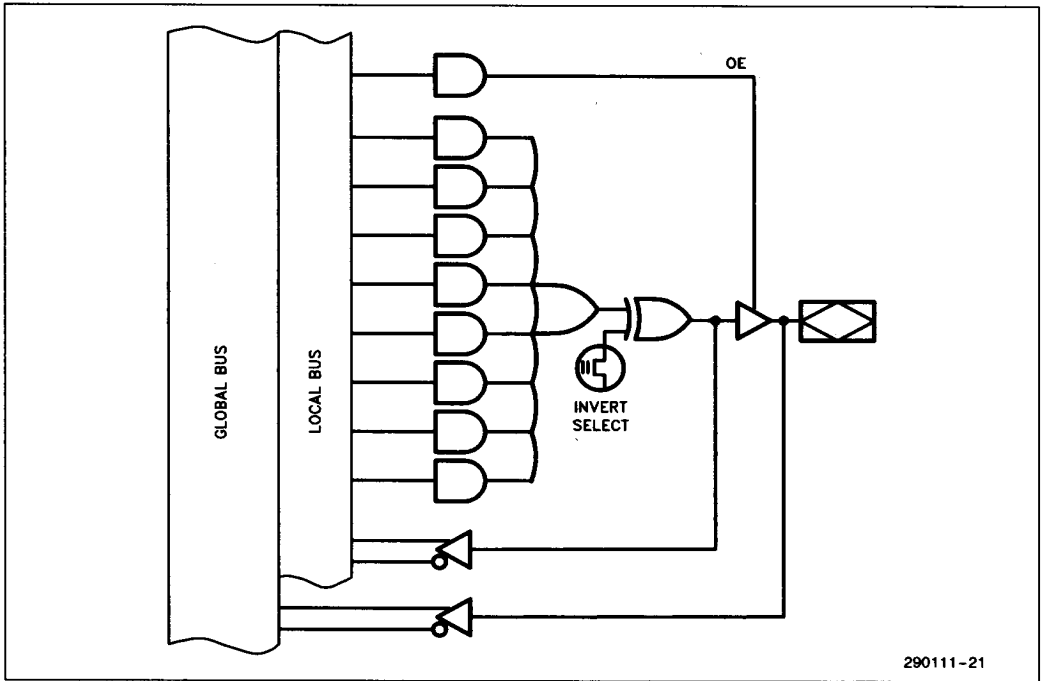 OE
GLOBAL BUS
LOCAL BUS
INVERT
SELECT
290111-21